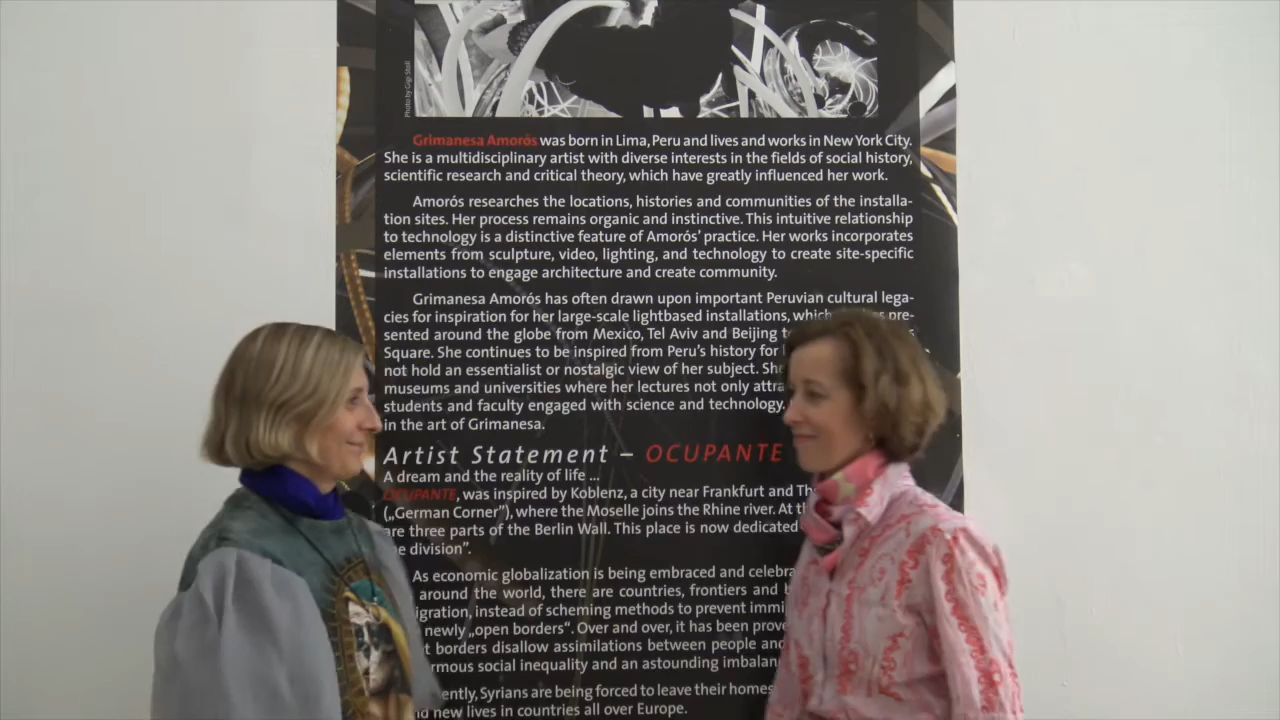 Photo by Gigi Stoll
Grimanesa Amorós was born in Lima, Peru and lives and works in New York City.
She is a multidisciplinary artist with diverse interests in the fields of social history,
scientific research and critical theory, which have greatly influenced her work.
Amorós researches the locations, histories and communities of the installa-
tion sites. Her process remains organic and instinctive. This intuitive relationship
to technology is a distinctive feature of Amorós' practice. Her works incorporates
elements from sculpture, video, lighting, and technology to create site-specific
installations to engage architecture and create community.
Grimanesa Amorós has often drawn upon important Peruvian cultural lega-
cies for inspiration for her large-scale lightbased installations, which pre-
sented around the globe from Mexico, Tel Aviv and Beijing
Square. She continues to be inspired from Peru's history for
not hold an essentialist or nostalgic view of her subject. She
museums and universities where her lectures not only
students and faculty engaged with science and technology.
in the art of Grimanesa.
Artist Statement – OCUPANTE
A dream and the reality of life ...
OCUPANTE, was inspired by Koblenz, a city near Frankfurt and
(„German Corner"), where the Moselle joins the Rhine river. At
are three parts of the Berlin Wall. This place is now dedicated
division".
As economic globalization is being embraced and
around the world, there are countries, frontiers and
instead of scheming methods to prevent
newly „open borders". Over and over, it has been
borders disallow assimilations between people and
social inequality and an astounding
Syrians are being forced to leave their homes
new lives in countries all over Europe.